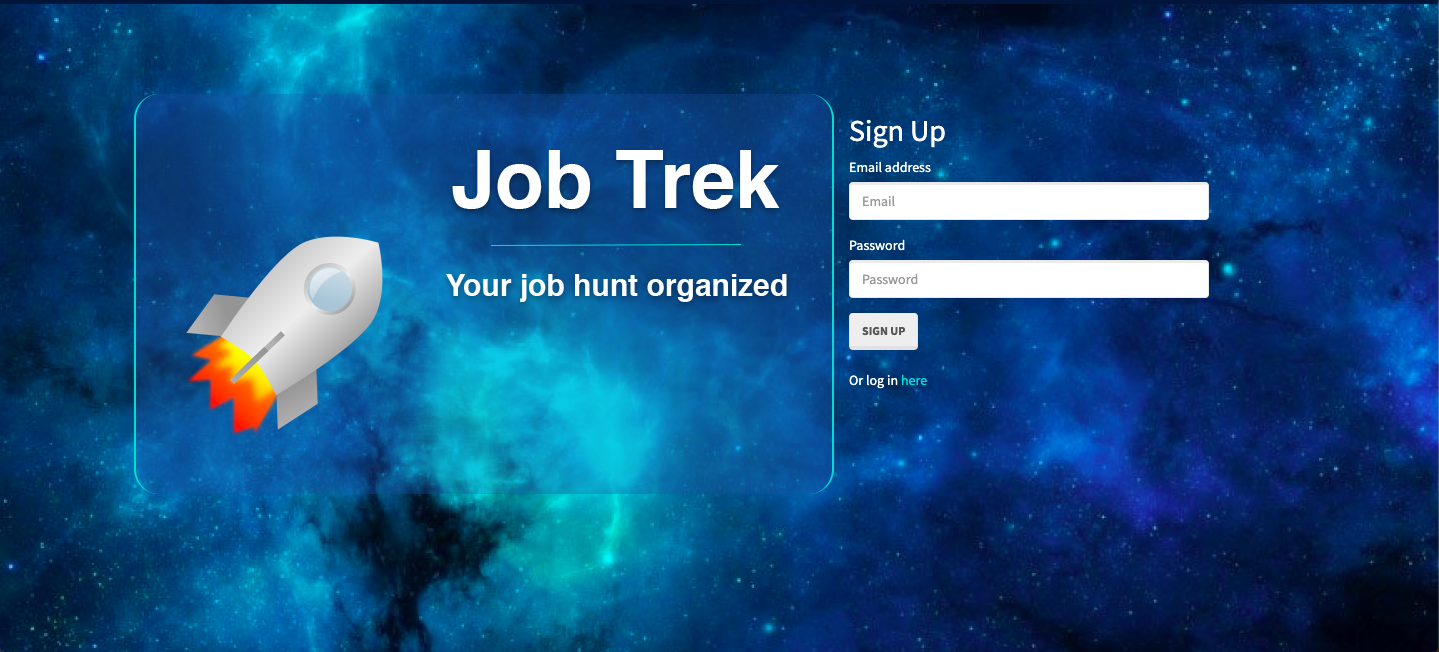 Job Trek
Your job hunt organized
Sign Up
Email address
Email
Password
Password
SIGN UP
Or log in here